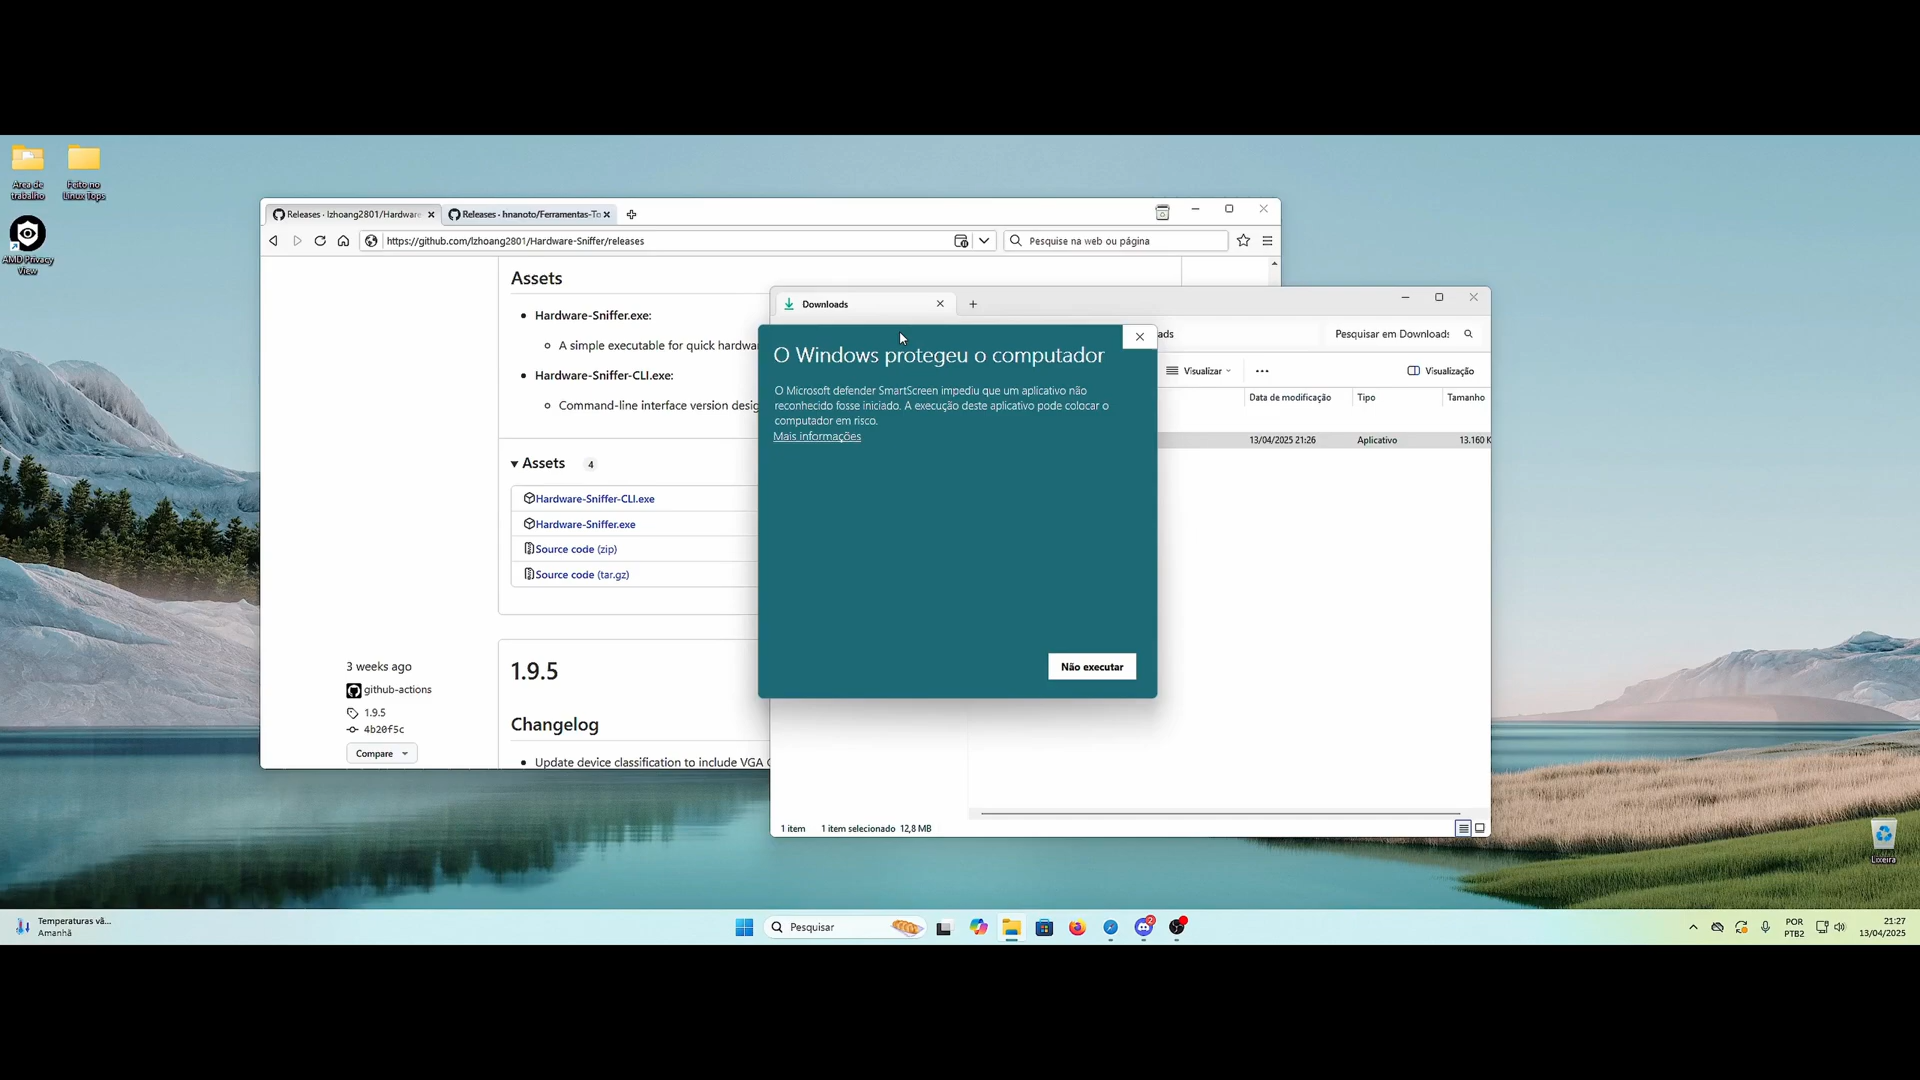 Área de
trabalho
Feito no
Linux Tops
AMD Privacy
View
Releases · lzhoang2801/Hardware
Releases · hnanoto/Ferramentas-To
https://github.com/lzhoang2801/Hardware-Sniffer/releases
Pesquise na web ou página
Assets
Hardware-Sniffer.exe:
A simple executable for quick hardwa
Hardware-Sniffer-CLI.exe:
Command-line interface version desig
Assets 4
Hardware-Sniffer-CLI.exe
Hardware-Sniffer.exe
Source code (zip)
Source code (tar.gz)
3 weeks ago
github-actions
1.9.5
4b20f5c
Compare
1.9.5
Changelog
Update device classification to include VGA C
Downloads
ads
Pesquisar em Downloads
Visualizar
Visualização
Data de modificação
Tipo
Tamanho
13/04/2025 21:26
Aplicativo
13.160 K
1 item
1 item selecionado 12,8 MB
O Windows protegeu o computador
O Microsoft defender SmartScreen impediu que um aplicativo não
reconhecido fosse iniciado. A execução deste aplicativo pode colocar o
computador em risco.
Mais informações
Não executar
Lixeira
Temperaturas vã...
Amanhã
Pesquisar
2
POR
PTB2
21:27
13/04/2025